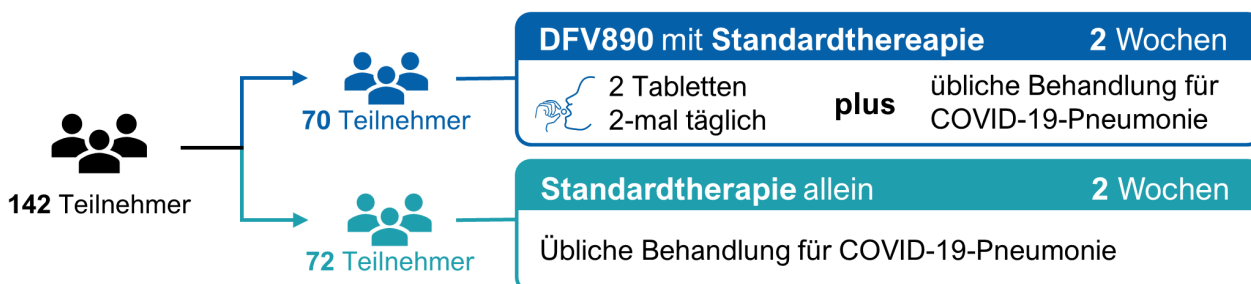 142 Teilnehmer
70 Teilnehmer
DFV890 mit Standardthereapie 2 Wochen
2 Tabletten
2-mal täglich
plus
übliche Behandlung für
COVID-19-Pneumonie
72 Teilnehmer
Standardtherapie allein 2 Wochen
Übliche Behandlung für COVID-19-Pneumonie